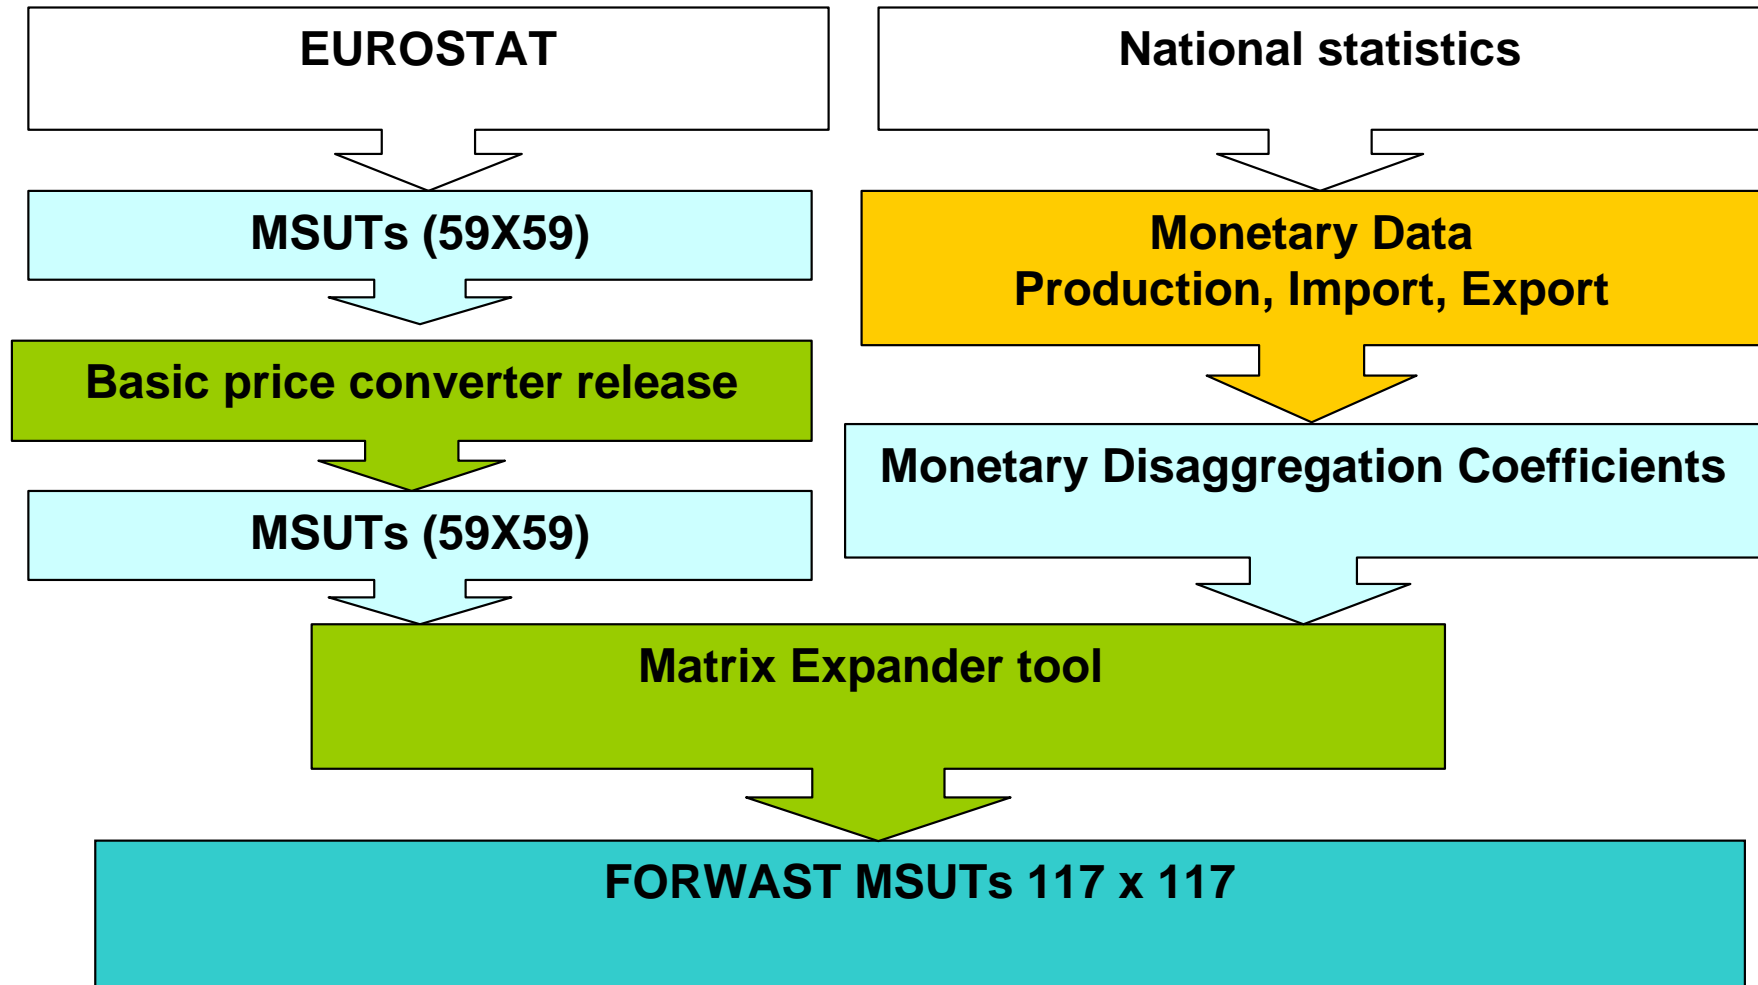 EUROSTAT
National statistics
MSUTs (59X59)
Monetary Data
Production, Import, Export
Basic price converter release
Monetary Disaggregation Coefficients
MSUTs (59X59)
Matrix Expander tool
FORWAST MSUTs 117 x 117